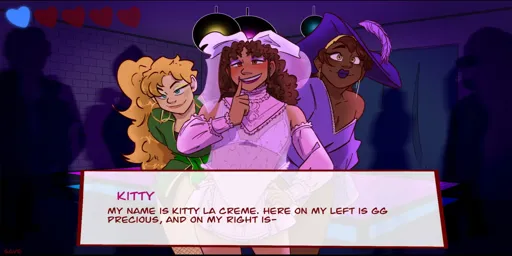 KITTY
MY NAME IS KITTY LA CREME. HERE ON MY LEFT IS GG
PRECIOUS, AND ON MY RIGHT IS-